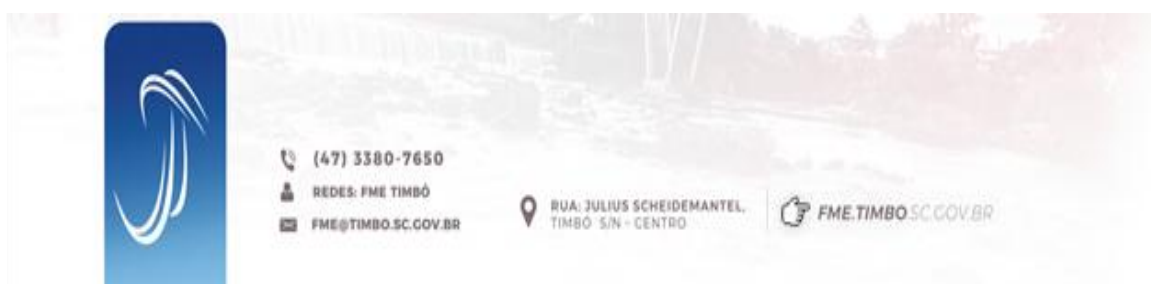 (47) 3380-7650
REDES: FME TIMBÓ
FME@TIMBO.SC.GOV.BR
RUA: JULIUS SCHEIDEMANTEL,
TIMBÓ S/N - CENTRO
FME.TIMBO.SC.GOV.BR